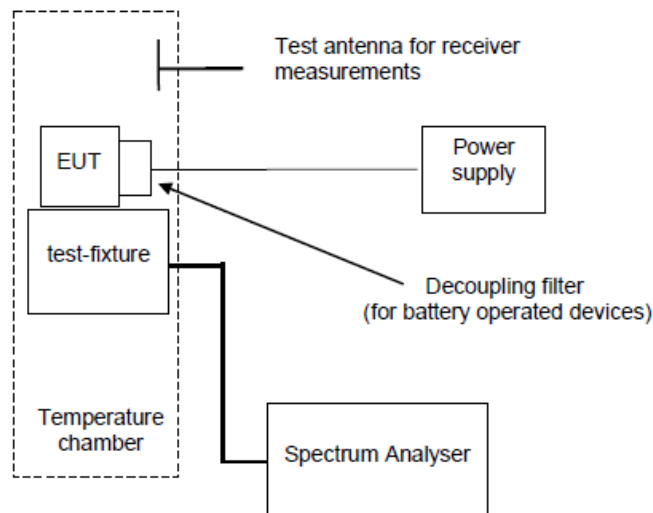 Test antenna for receiver
measurements
EUT
Power
supply
test-fixture
Decoupling filter
(for battery operated devices)
Temperature
chamber
Spectrum Analyser